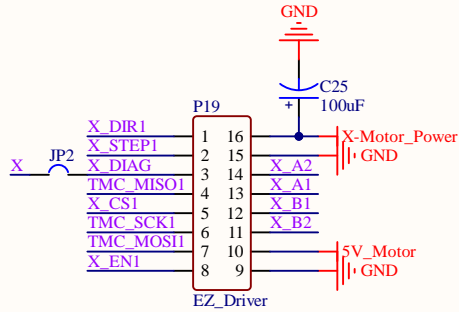 GND
C25
+ 100uF
P19
X_DIR1 1 16 X-Motor_Power
X_STEP1 2 15 GND
X JP2 X_DIAG 3 14 X_A2
TMC_MISO1 4 13 X_A1
X_CS1 5 12 X_B1
TMC_SCK1 6 11 X_B2
TMC_MOSI1 7 10 5V_Motor
X_EN1 8 9 GND
EZ_Driver